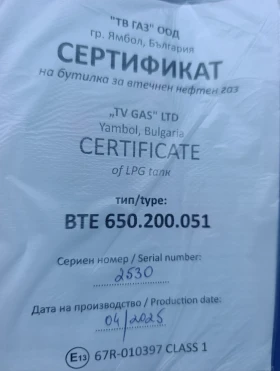 "ТВ ГАЗ" ООД
гр. Ямбол, България
СЕРТИФИКАТ
на бутилка за втечнен нефтен газ
„TV GAS" LTD
Yambol, Bulgaria
CERTIFICATE
of LPG tank
тип/type:
BTE 650.200.051
Сериен номер / Serial number:
2530
Дата на производство / Production date:
04/2025
E13 67R-010397 CLASS 1